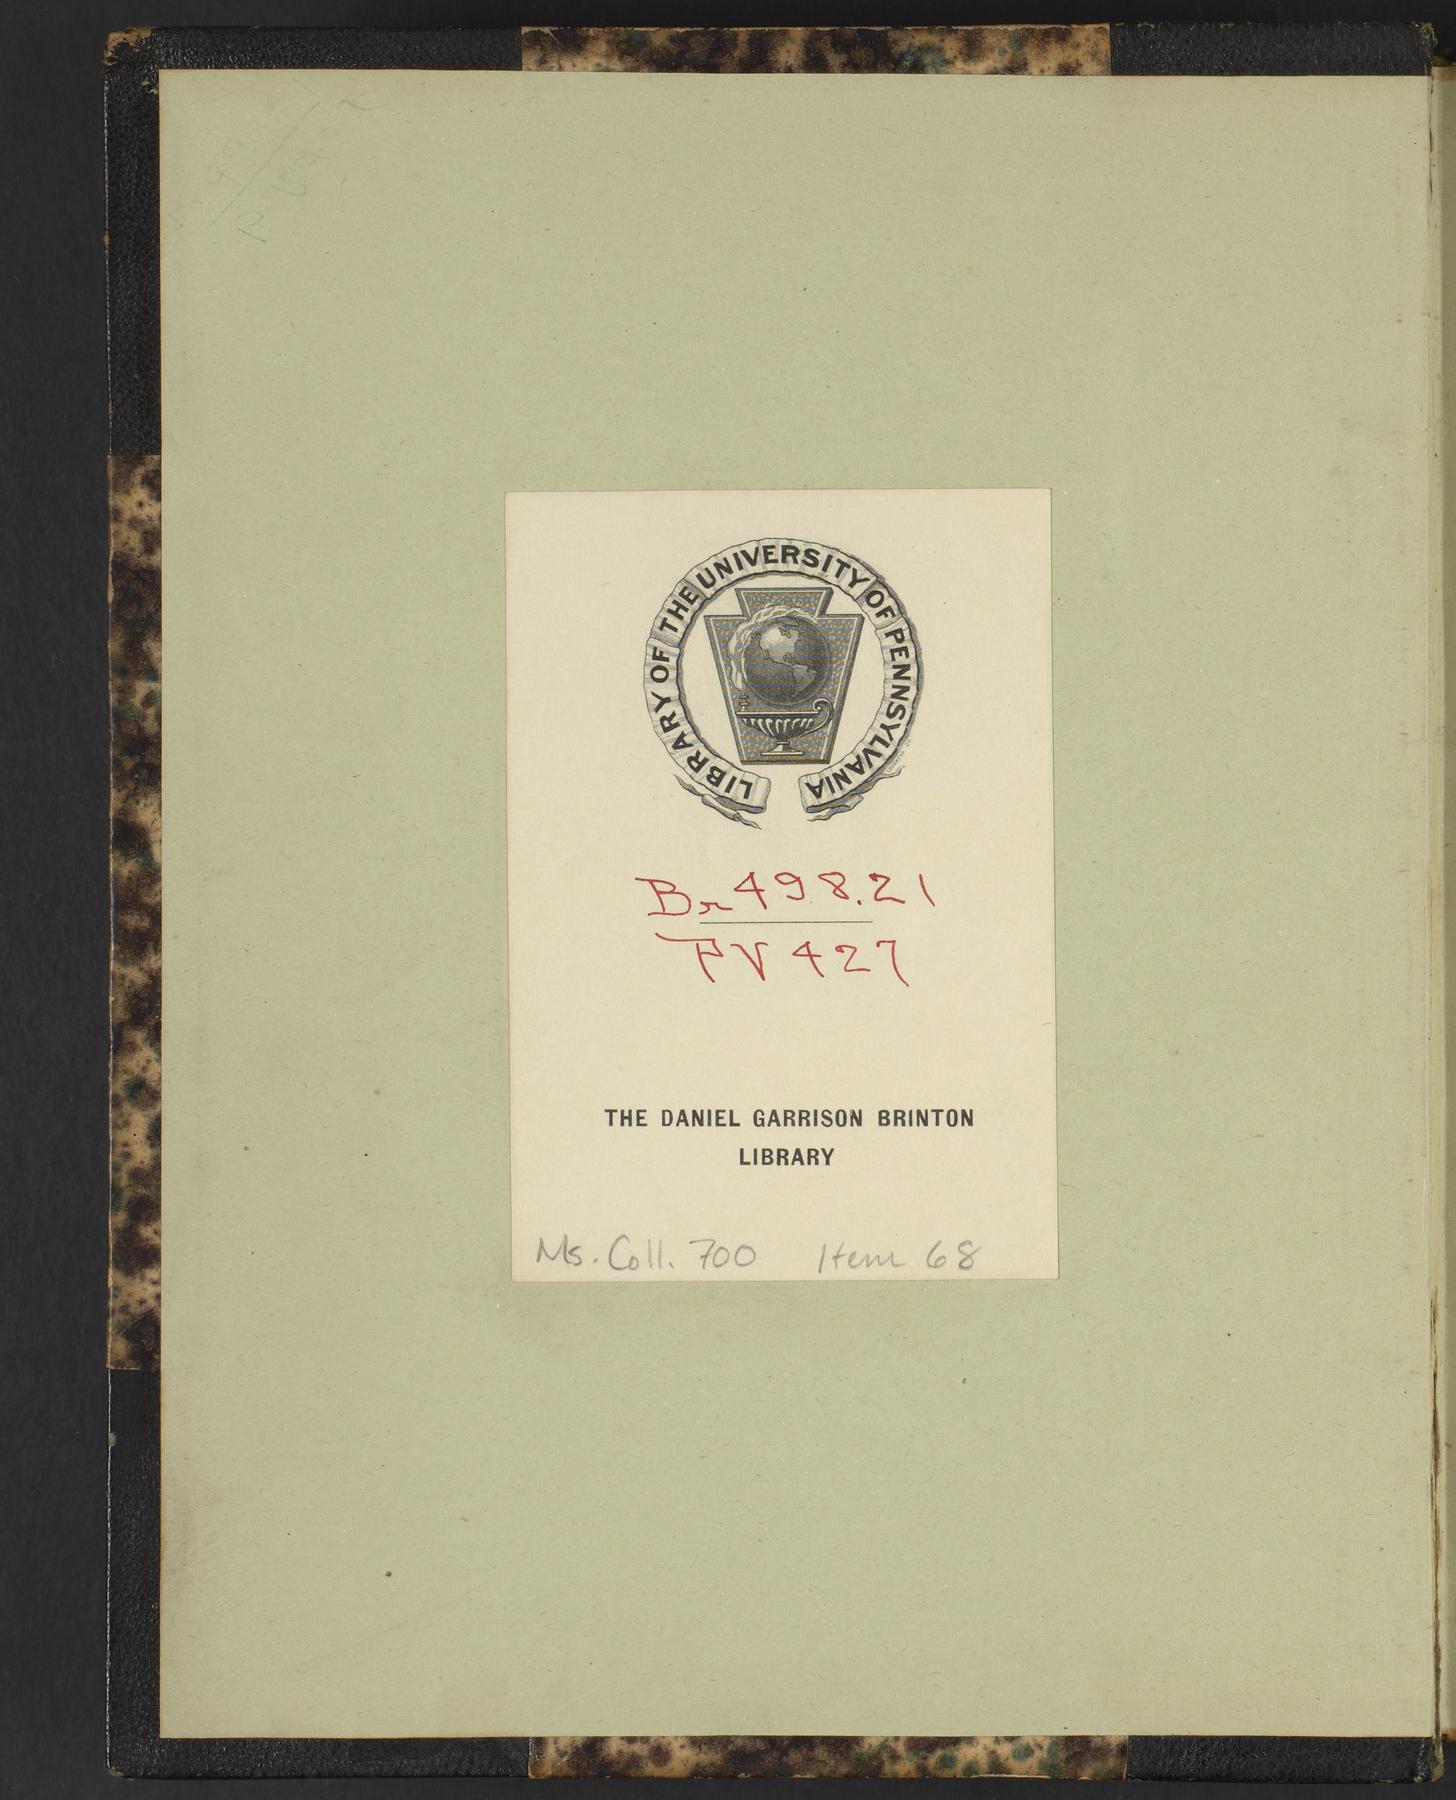 LIBRARY OF THE UNIVERSITY OF PENNSYLVANIA
Br 498.21
PV 427
THE DANIEL GARRISON BRINTON
LIBRARY
Ms. Coll. 700 Item 68